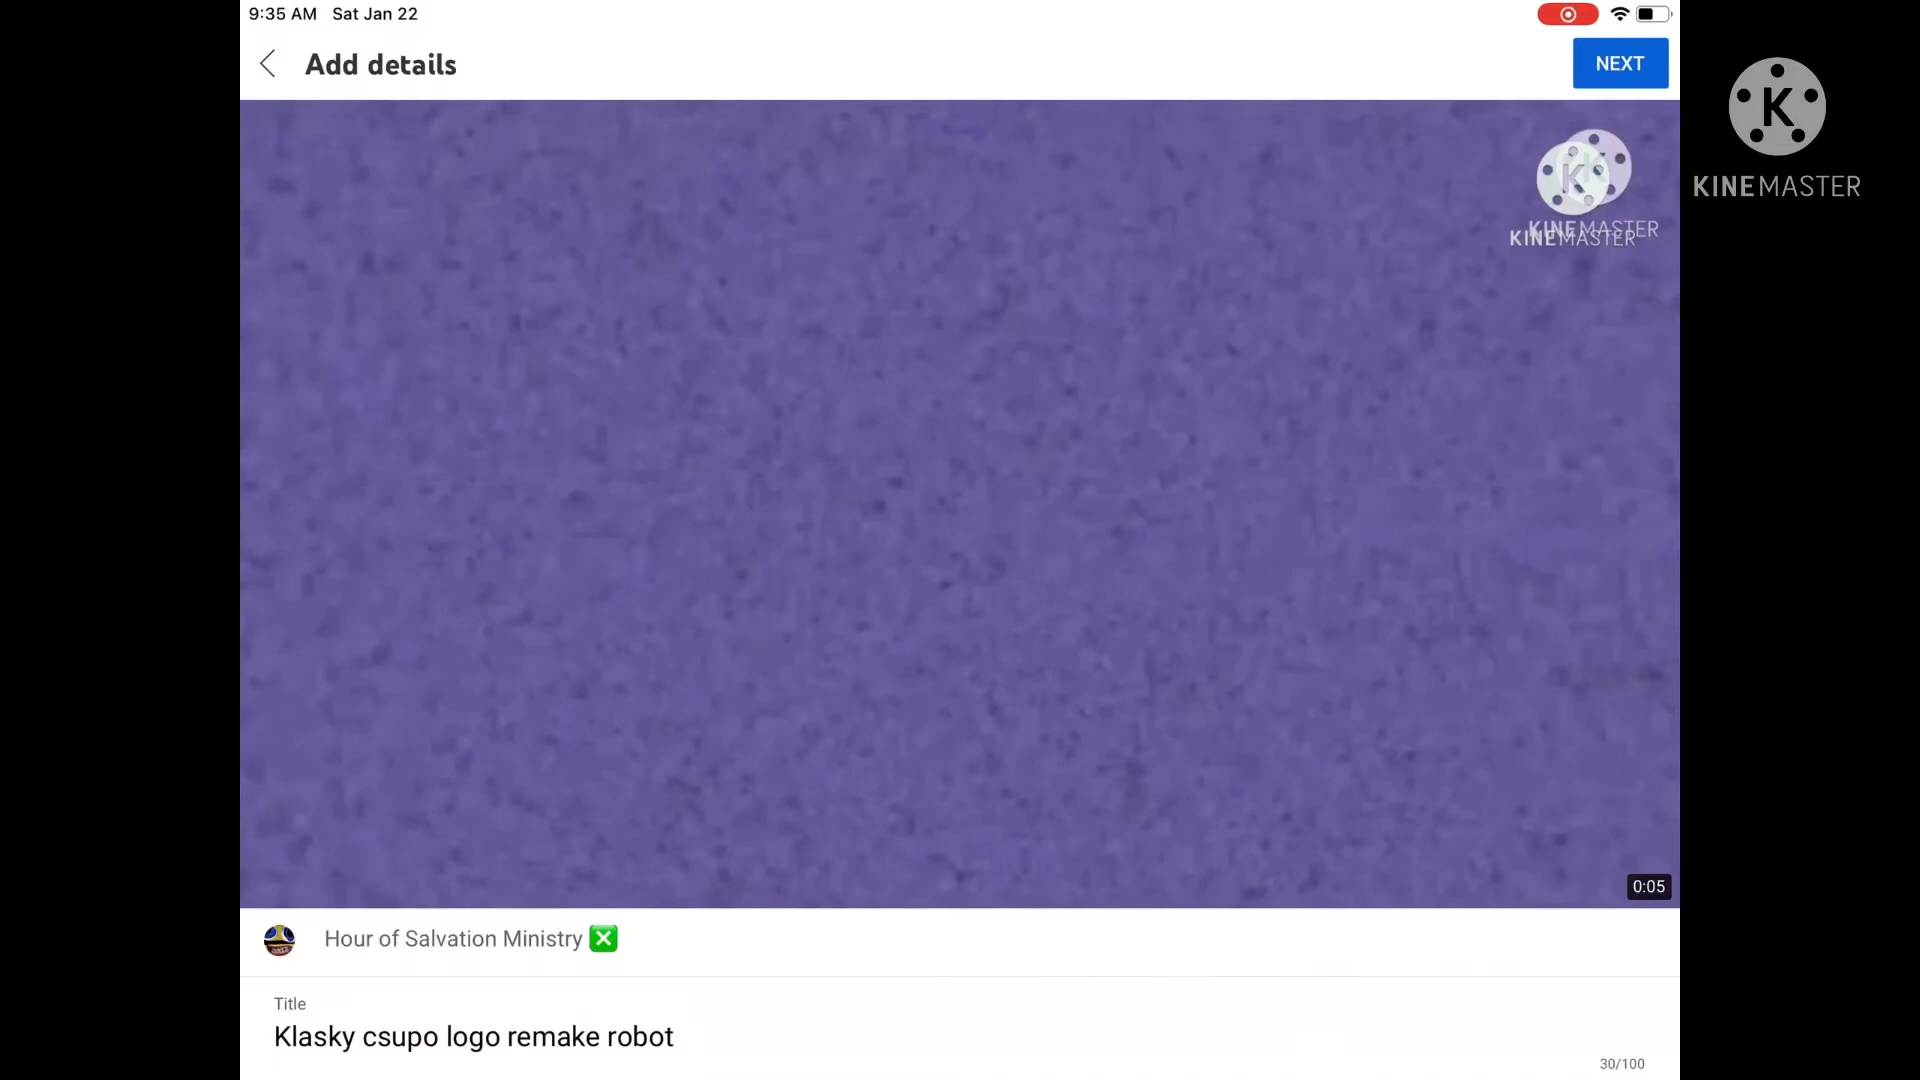 9:35 AM Sat Jan 22
Add details
NEXT
K
KINEMASTER
K
KINEMASTER
K
KINEMASTER
0:05
Hour of Salvation Ministry ❎
Title
Klasky csupo logo remake robot
30/100